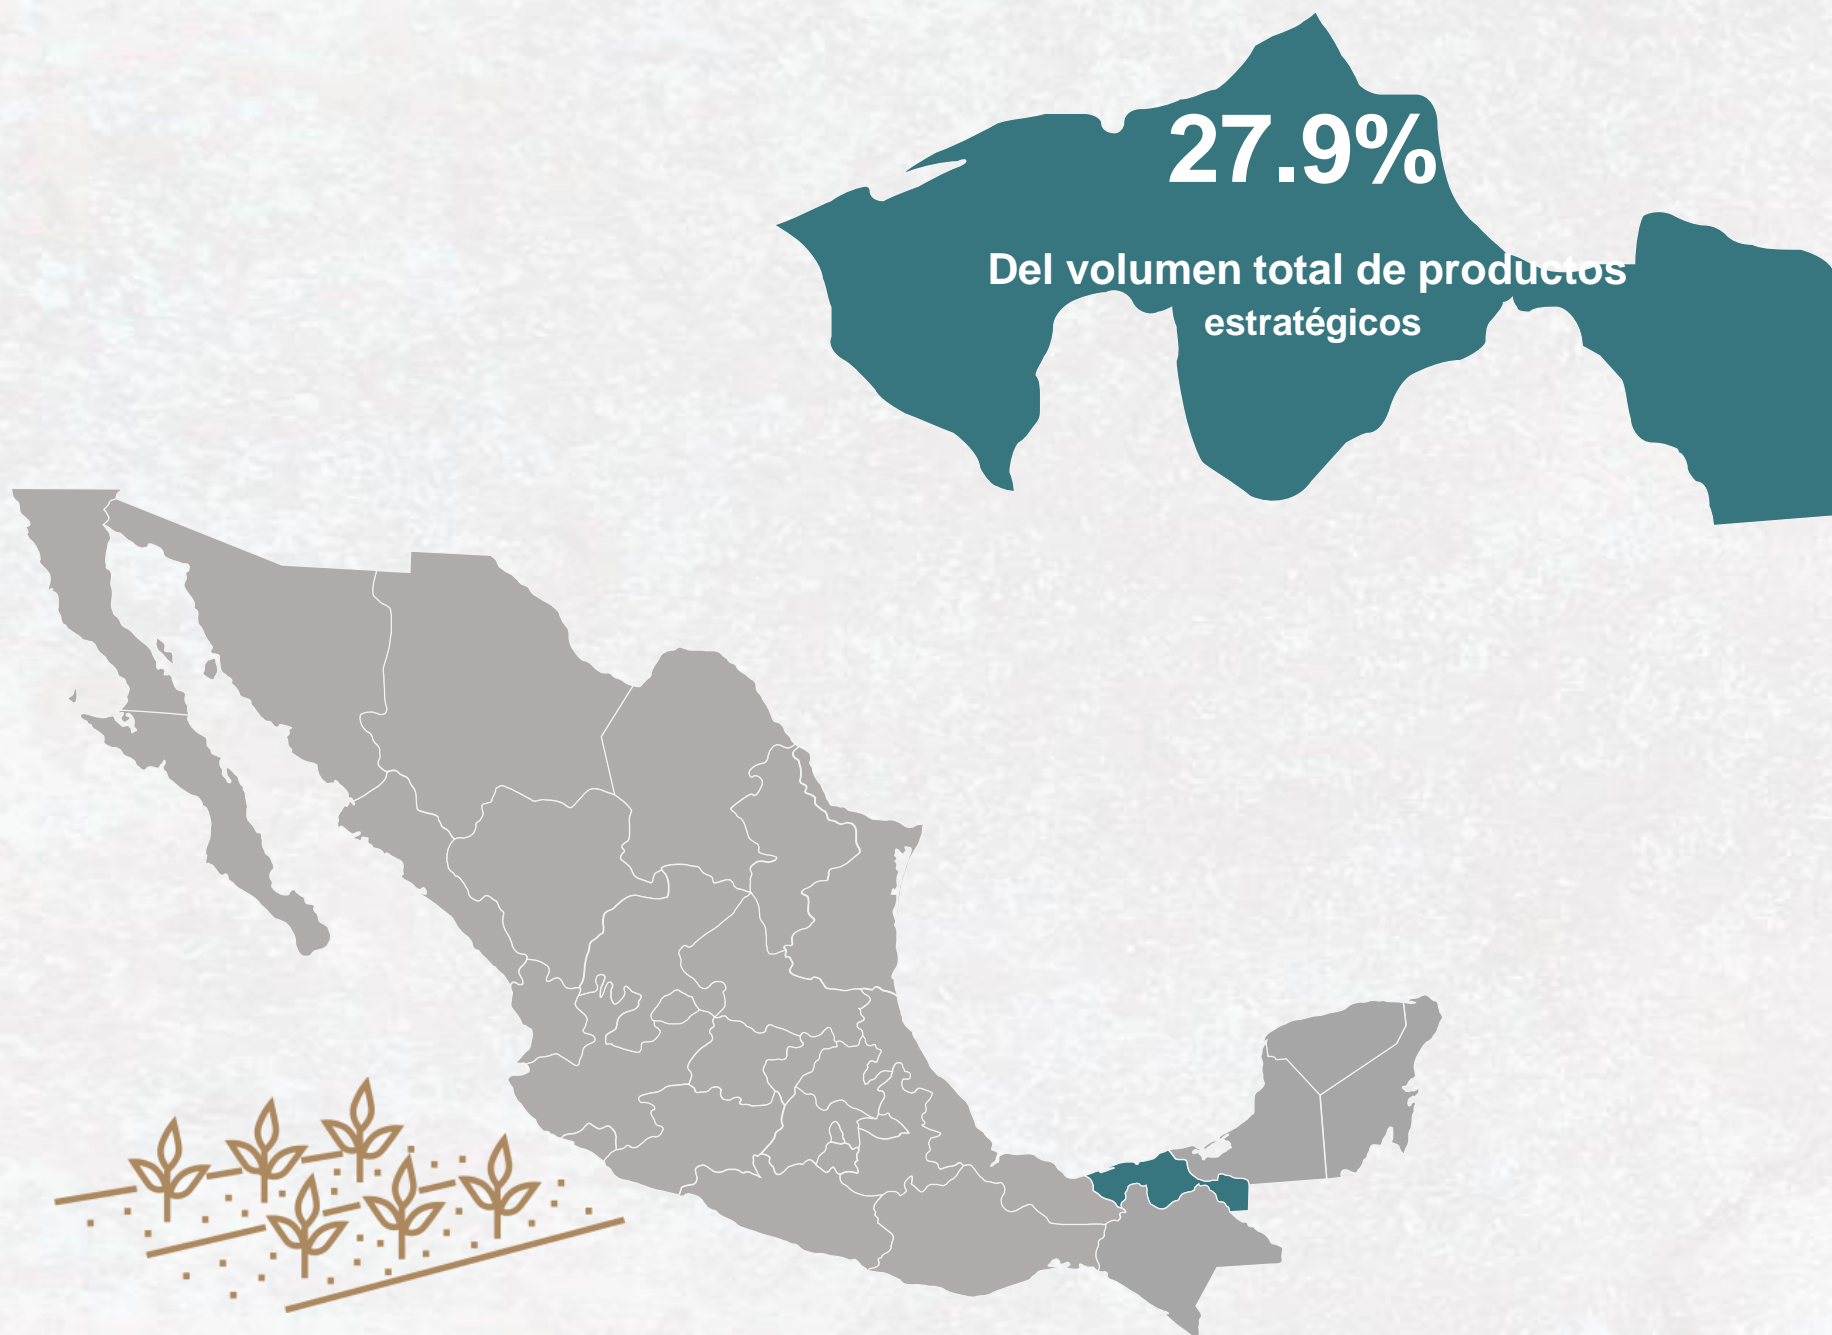 27.9%
Del volumen total de productos
estratégicos